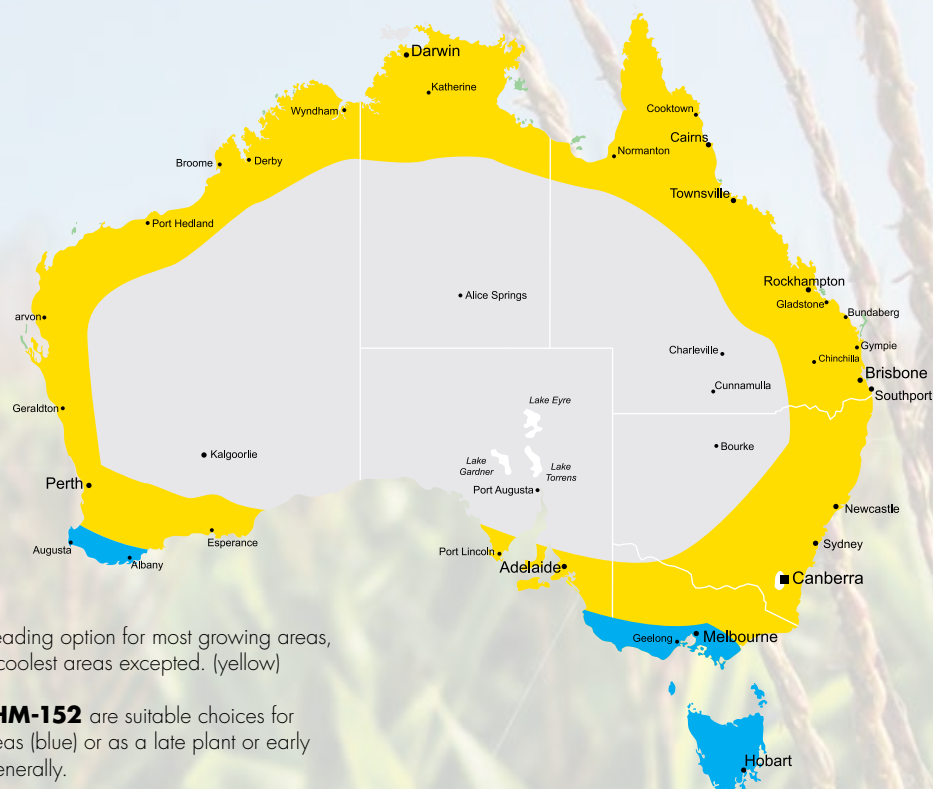 Darwin
Katherine
Wyndham
Cooktown
Cairns
Normanton
Broome
Derby
Townsville
Port Hedland
Rockhampton
Gladstone
Alice Springs
arvon
Bundaberg
Gympie
Charleville
Chinchilla
Brisbone
Cunnamulla
Southport
Lake Eyre
Geraldton
Bourke
Kalgoorlie
Lake
Gardner
Lake
Torrens
Perth
Port Augusta
Newcastle
Esperance
Sydney
Augusta
Port Lincoln
Albany
Adelaide
Canberra
eading option for most growing areas,
coolest areas excepted. (yellow)
Geelong
Melbourne
HM-152 are suitable choices for
eas (blue) or as a late plant or early
enerally.
Hobart